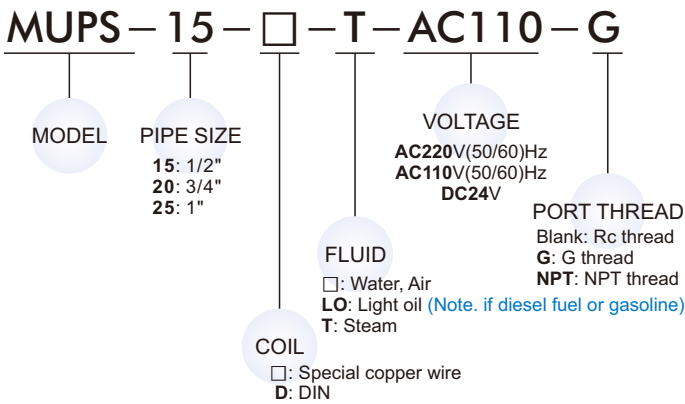 MUPS－15－□－T－AC110－G
MODEL
PIPE SIZE
15: 1/2"
20: 3/4"
25: 1"
COIL
□: Special copper wire
D: DIN
FLUID
□: Water, Air
LO: Light oil (Note. if diesel fuel or gasoline)
T: Steam
VOLTAGE
AC220V(50/60)Hz
AC110V(50/60)Hz
DC24V
PORT THREAD
Blank: Rc thread
G: G thread
NPT: NPT thread